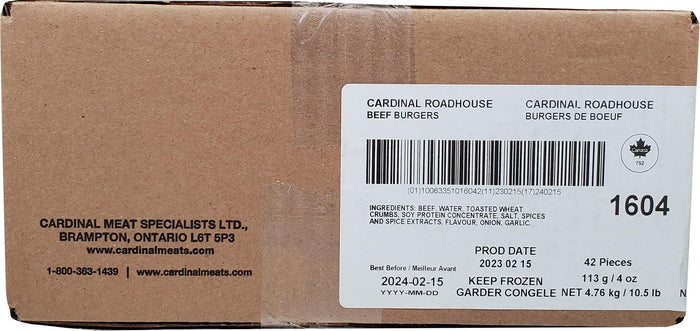 CARDINAL ROADHOUSE
BEEF BURGERS
CARDINAL ROADHOUSE
BURGERS DE BOEUF
Canada
752
(01)10063351016042(11)230215(17)240215
INGREDIENTS: BEEF, WATER, TOASTED WHEAT
CRUMBS, SOY PROTEIN CONCENTRATE, SALT, SPICES
AND SPICE EXTRACTS, FLAVOUR, ONION, GARLIC.
1604
PROD DATE
2023 02 15
42 Pieces
Best Before / Meilleur Avant
113 g / 4 oz
2024-02-15
KEEP FROZEN
YYYY-MM-DD
GARDER CONGELE NET 4.76 kg / 10.5 lb
N
CARDINAL MEAT SPECIALISTS LTD.,
BRAMPTON, ONTARIO L6T 5P3
www.cardinalmeats.com
1-800-363-1439 | www.cardinalmeats.com